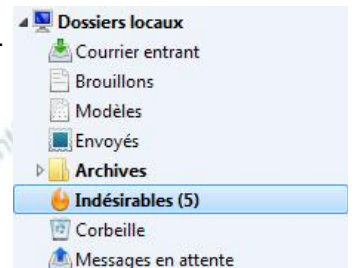 Dossiers locaux
Courrier entrant
Brouillons
Modèles
Envoyés
Archives
Indésirables (5)
Corbeille
Messages en attente